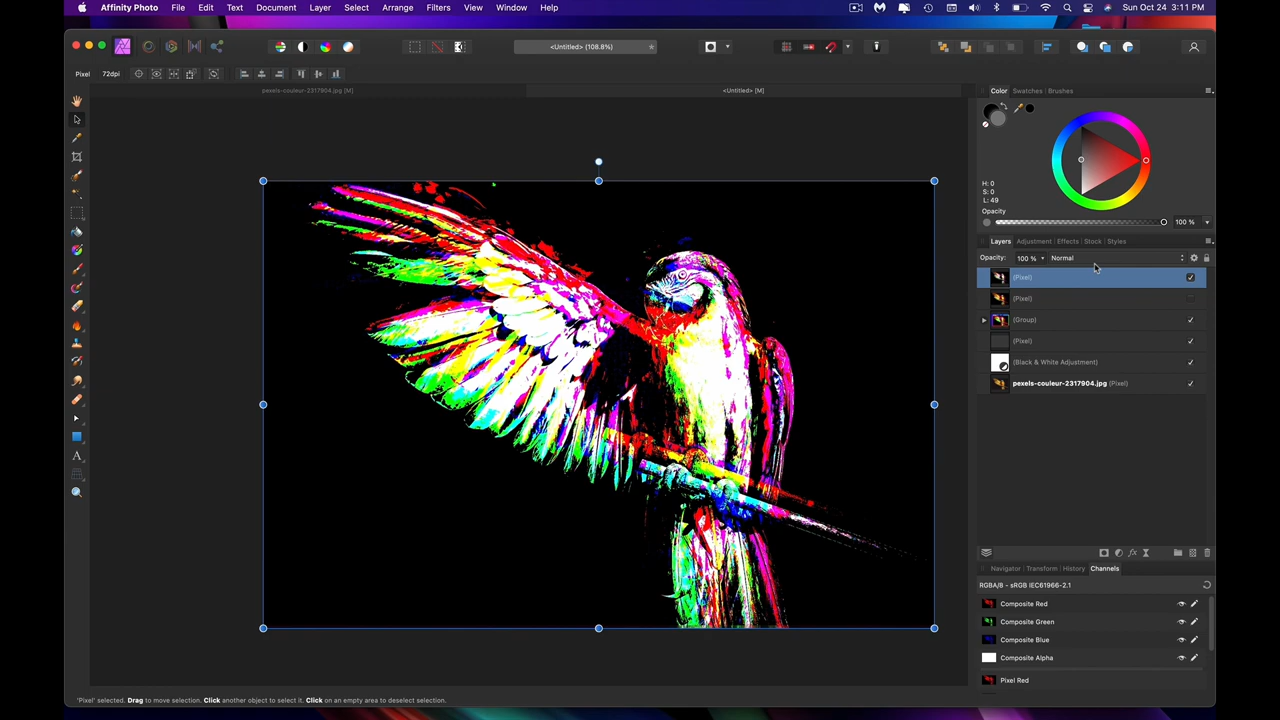 Affinity Photo File Edit Text Document Layer Select Arrange Filters View Window Help Sun Oct 24 3:11 PM
<Untitled> (108.8%) *
Pixel 72dpi
pexels-couleur-2317904.jpg [M] <Untitled> [M]
Color Swatches Brushes
H: 0
S: 0
L: 49
Opacity
100 %
Layers Adjustment Effects Stock Styles
Opacity: 100 % Normal
(Pixel)
(Pixel)
(Group)
(Pixel)
(Black & White Adjustment)
pexels-couleur-2317904.jpg (Pixel)
Navigator Transform History Channels
RGBA/8 - sRGB IEC61966-2.1
Composite Red
Composite Green
Composite Blue
Composite Alpha
Pixel Red
'Pixel' selected. Drag to move selection. Click another object to select it. Click on an empty area to deselect selection.